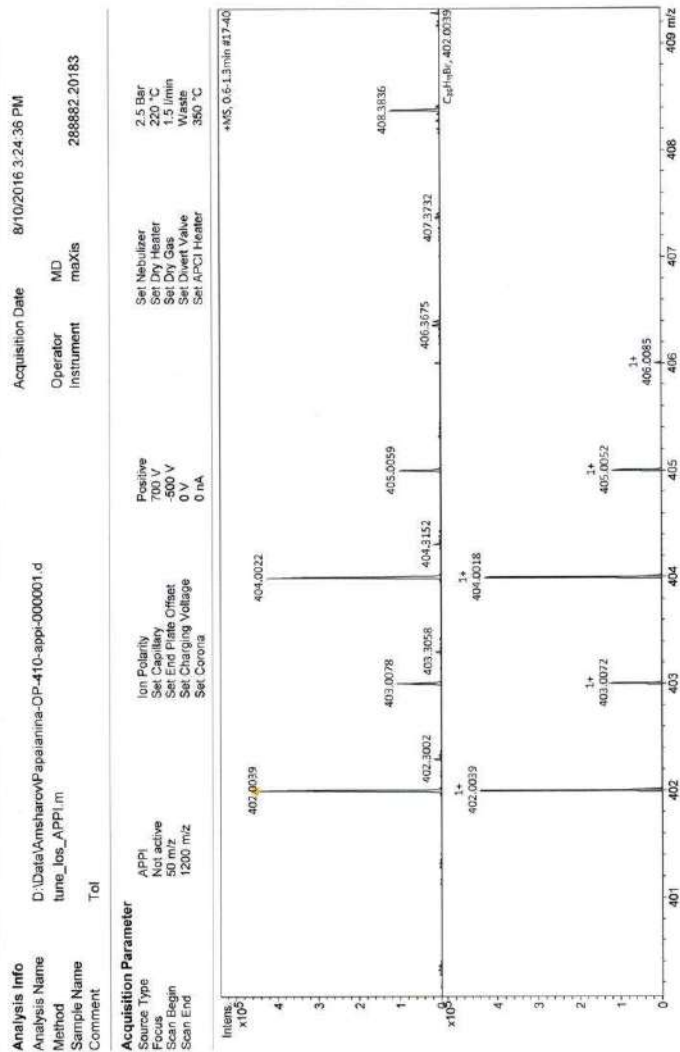 Analysis Info
Acquisition Date 8/10/2016 3:24:36 PM
Analysis Name D:\Data\Amsharov\Papaianina-OP-410-appi-000001.d
Method tune_los_APPI.m
Operator MD
Sample Name
Instrument maXis 288882.20183
Comment Tol
Acquisition Parameter
Source Type APPI Ion Polarity Positive Set Nebulizer 2.5 Bar
Focus Not active Set Capillary 700 V Set Dry Heater 220 °C
Scan Begin 50 m/z Set End Plate Offset -500 V Set Dry Gas 1.5 l/min
Scan End 1200 m/z Set Charging Voltage 0 V Set Divert Valve Waste
Set Corona 0 nA Set APCI Heater 350 °C
Intens.
x10⁵
+MS, 0.6-1.3min #17-40
4
3
2
1
0
402.0039
402.3002
403.0078
403.3058
404.0022
404.3152
405.0059
406.3675
407.3732
408.3836
x10⁵
4
3
2
1
0
1+
402.0039
1+
403.0072
1+
404.0018
1+
405.0052
1+
406.0085
401 402 403 404 405 406 407 408 409 m/z